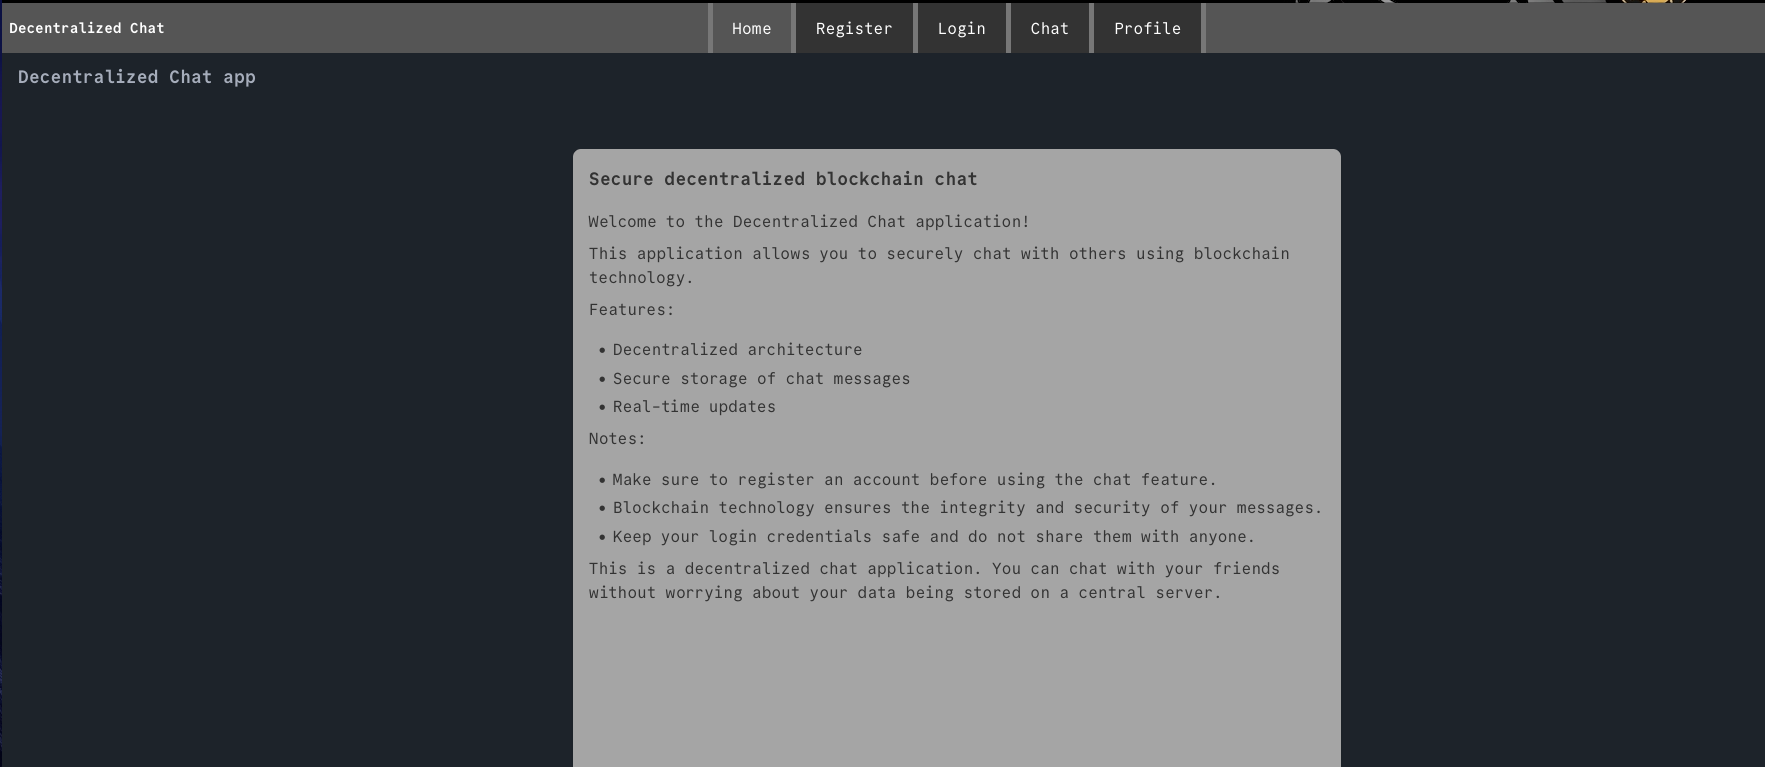 Decentralized Chat
Home
Register
Login
Chat
Profile
Decentralized Chat app
Secure decentralized blockchain chat
Welcome to the Decentralized Chat application!
This application allows you to securely chat with others using blockchain
technology.
Features:
• Decentralized architecture
• Secure storage of chat messages
• Real-time updates
Notes:
• Make sure to register an account before using the chat feature.
• Blockchain technology ensures the integrity and security of your messages.
• Keep your login credentials safe and do not share them with anyone.
This is a decentralized chat application. You can chat with your friends
without worrying about your data being stored on a central server.